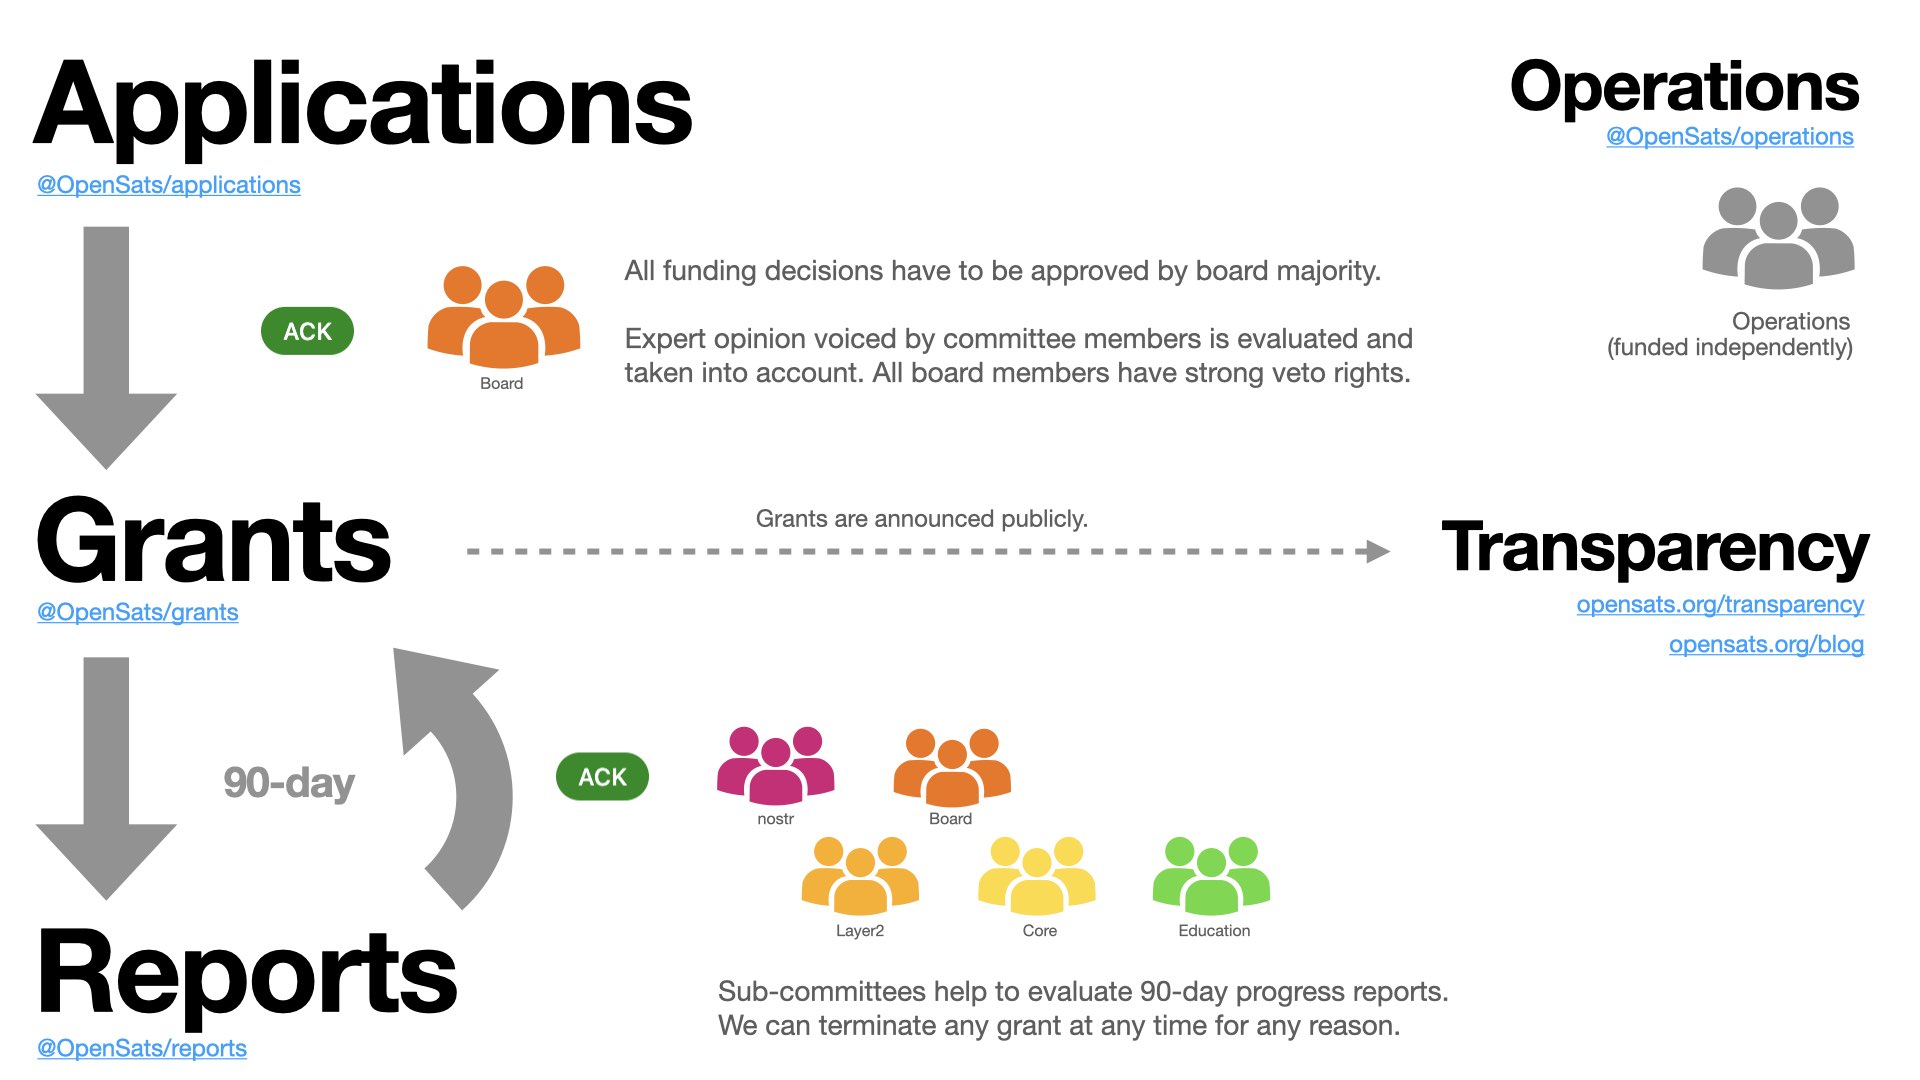 Applications
@OpenSats/applications
Operations
@OpenSats/operations
Operations
(funded independently)
ACK
Board
All funding decisions have to be approved by board majority.
Expert opinion voiced by committee members is evaluated and
taken into account. All board members have strong veto rights.
Grants
@OpenSats/grants
Grants are announced publicly.
Transparency
opensats.org/transparency
opensats.org/blog
90-day
ACK
nostr
Board
Layer2
Core
Education
Reports
@OpenSats/reports
Sub-committees help to evaluate 90-day progress reports.
We can terminate any grant at any time for any reason.